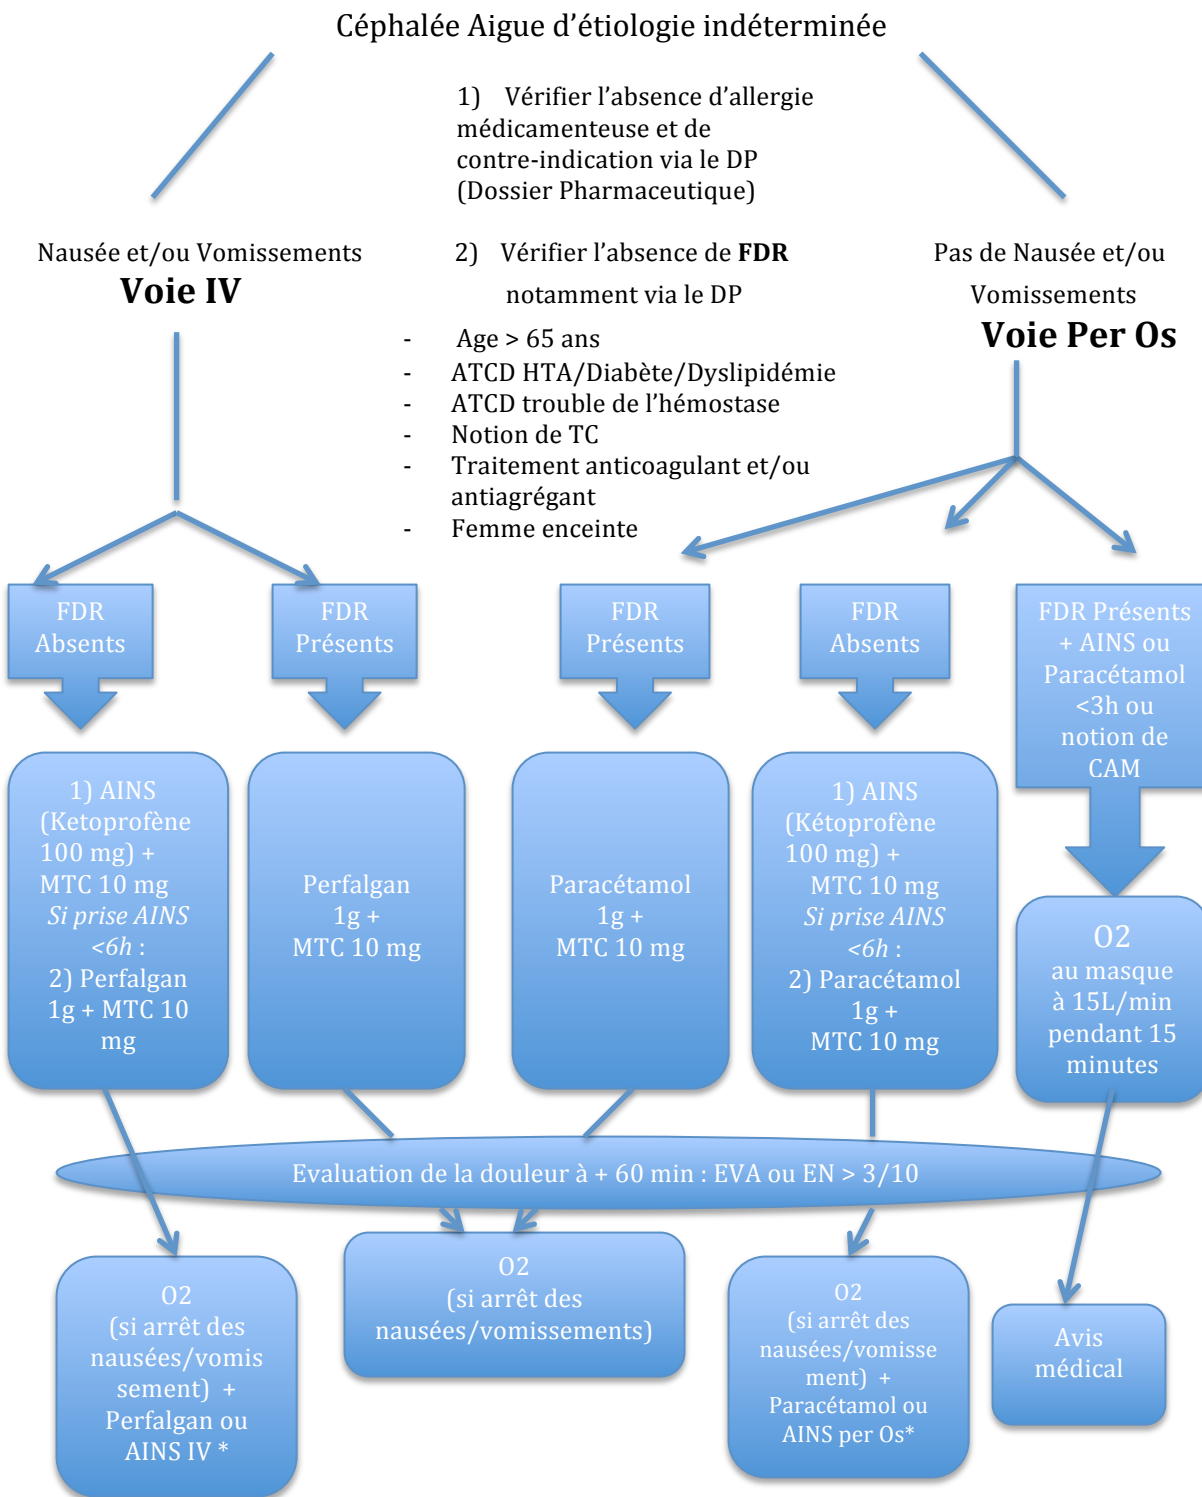 Céphalée Aigue d’étiologie indéterminée
1) Vérifier l’absence d’allergie
médicamenteuse et de
contre-indication via le DP
(Dossier Pharmaceutique)
Nausée et/ou Vomissements
Voie IV
2) Vérifier l’absence de FDR
notamment via le DP
- Age > 65 ans
- ATCD HTA/Diabète/Dyslipidémie
- ATCD trouble de l’hémostase
- Notion de TC
- Traitement anticoagulant et/ou
antiagrégant
- Femme enceinte
Pas de Nausée et/ou
Vomissements
Voie Per Os
FDR
Absents
FDR
Présents
FDR
Présents
FDR
Absents
FDR Présents
+ AINS ou
Paracétamol
<3h ou
notion de
CAM
1) AINS
(Ketoprofène
100 mg) +
MTC 10 mg
Si prise AINS
<6h :
2) Perfalgan
1g + MTC 10
mg
Perfalgan
1g +
MTC 10 mg
Paracétamol
1g +
MTC 10 mg
1) AINS
(Kétoprofène
100 mg) +
MTC 10 mg
Si prise AINS
<6h :
2) Paracétamol
1g +
MTC 10 mg
O2
au masque
à 15L/min
pendant 15
minutes
Evaluation de la douleur à + 60 min : EVA ou EN > 3/10
O2
(si arrêt des
nausées/vomis
sement) +
Perfalgan ou
AINS IV *
O2
(si arrêt des
nausées/vomissements)
O2
(si arrêt des
nausées/vomisse
ment) +
Paracétamol ou
AINS per Os*
Avis
médical